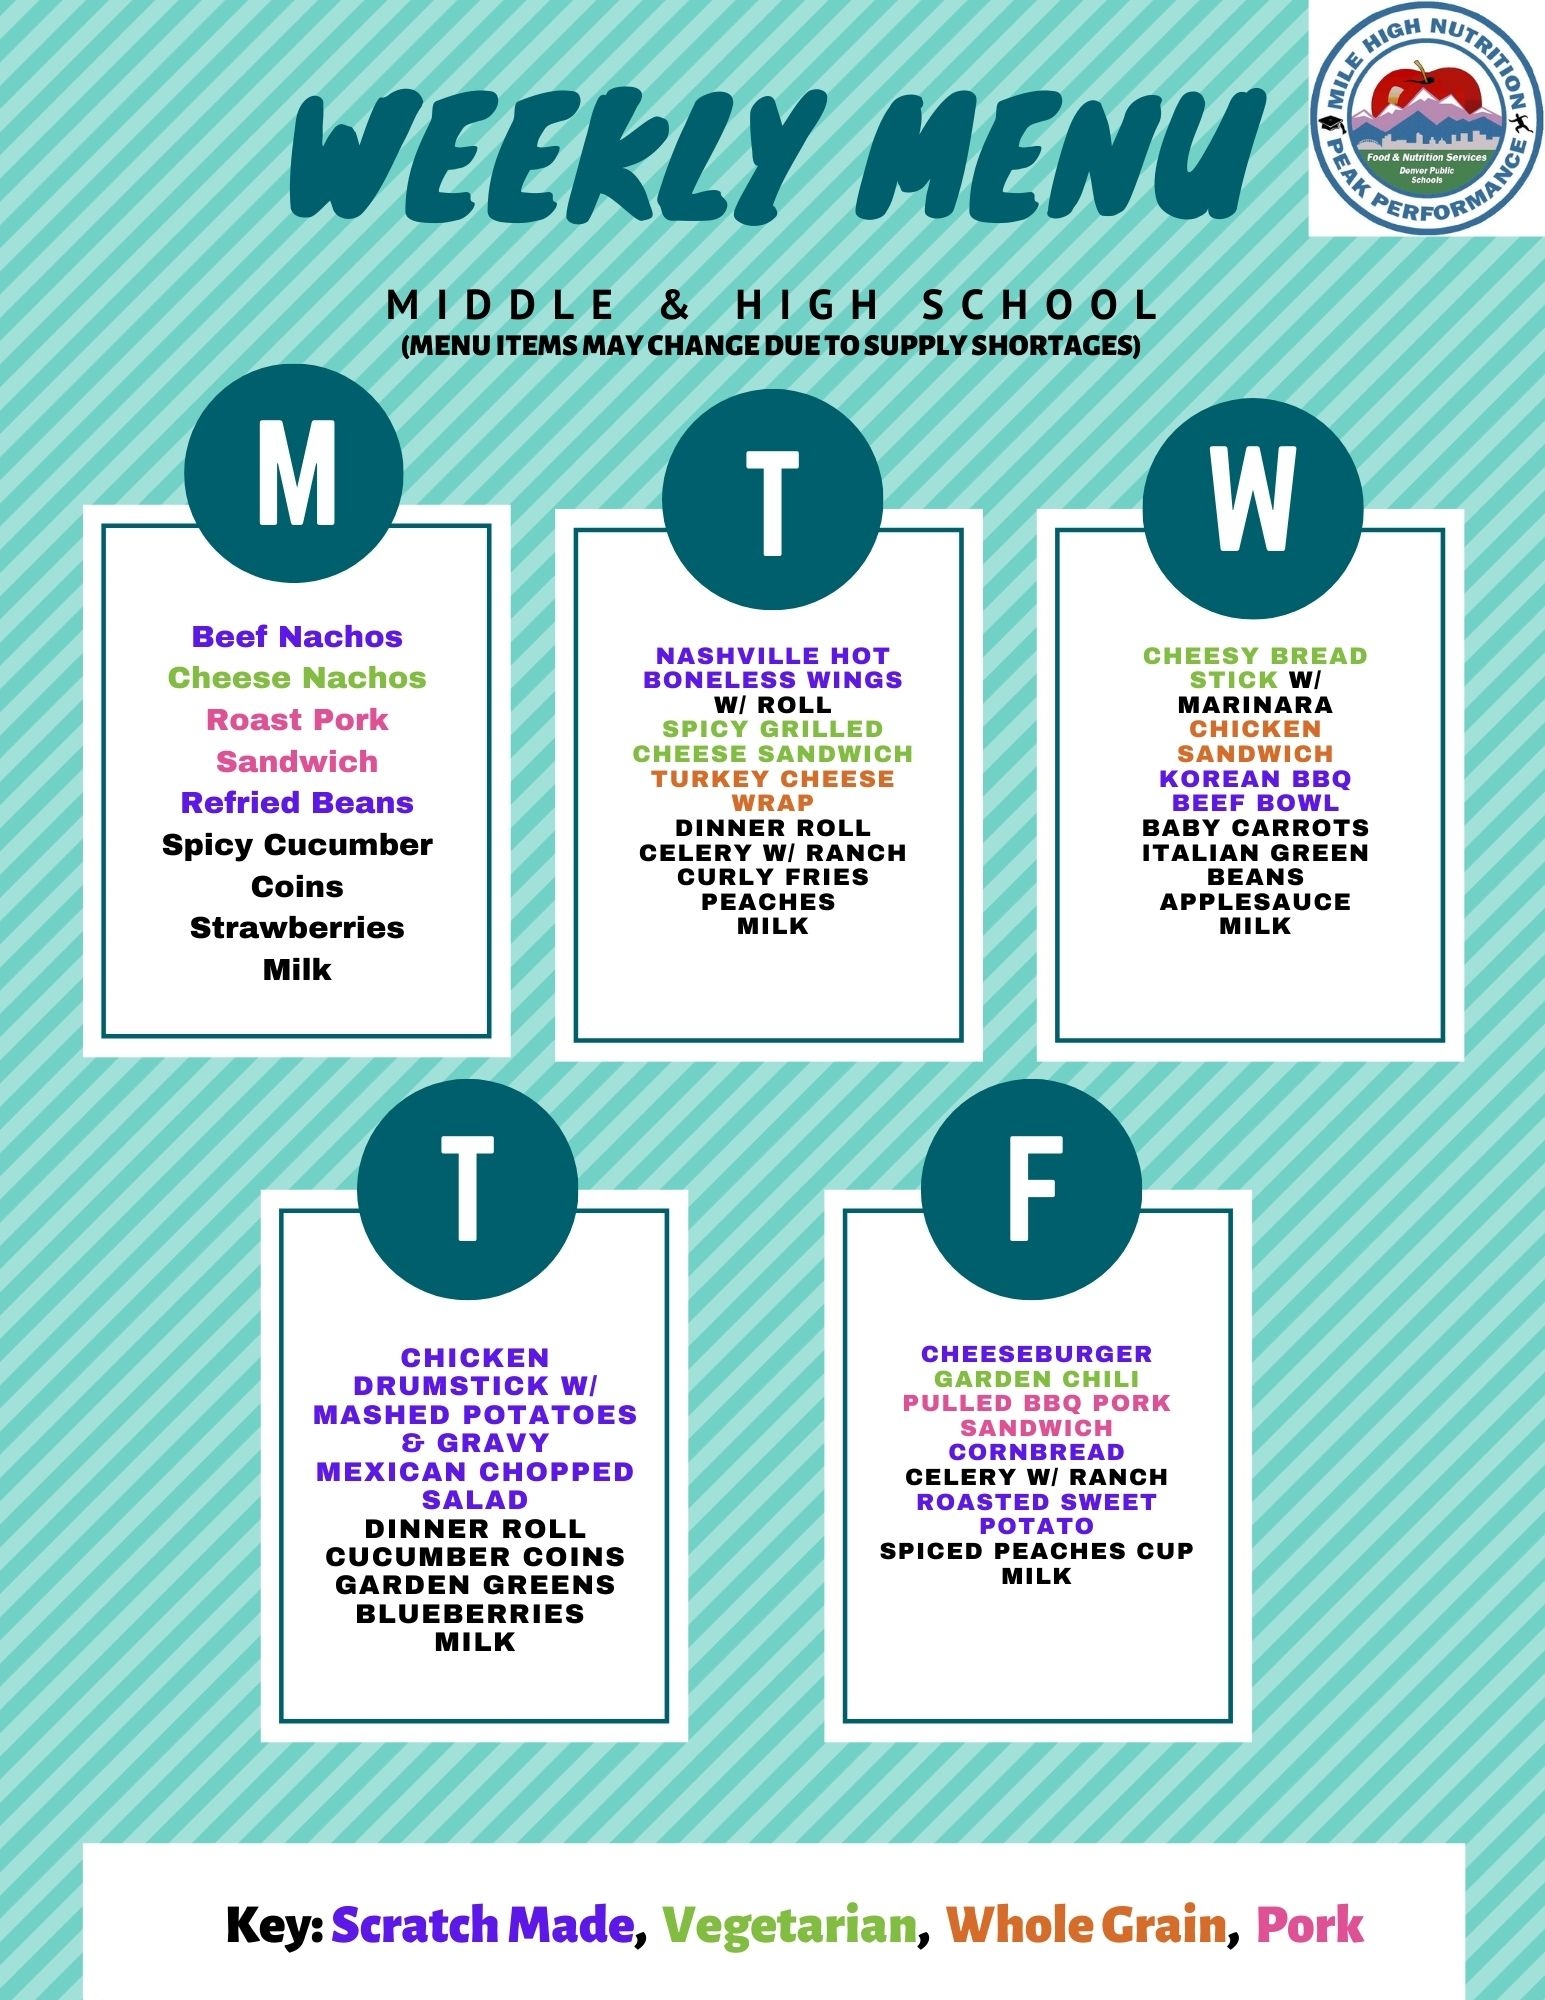 WEEKLY MENU
MILE HIGH NUTRITION
Food & Nutrition Services
Denver Public
Schools
PEAK PERFORMANCE
MIDDLE & HIGH SCHOOL
(MENU ITEMS MAY CHANGE DUE TO SUPPLY SHORTAGES)
M
Beef Nachos
Cheese Nachos
Roast Pork
Sandwich
Refried Beans
Spicy Cucumber
Coins
Strawberries
Milk
T
NASHVILLE HOT
BONELESS WINGS
W/ ROLL
SPICY GRILLED
CHEESE SANDWICH
TURKEY CHEESE
WRAP
DINNER ROLL
CELERY W/ RANCH
CURLY FRIES
PEACHES
MILK
W
CHEESY BREAD
STICK W/
MARINARA
CHICKEN
SANDWICH
KOREAN BBQ
BEEF BOWL
BABY CARROTS
ITALIAN GREEN
BEANS
APPLESAUCE
MILK
T
CHICKEN
DRUMSTICK W/
MASHED POTATOES
& GRAVY
MEXICAN CHOPPED
SALAD
DINNER ROLL
CUCUMBER COINS
GARDEN GREENS
BLUEBERRIES
MILK
F
CHEESEBURGER
GARDEN CHILI
PULLED BBQ PORK
SANDWICH
CORNBREAD
CELERY W/ RANCH
ROASTED SWEET
POTATO
SPICED PEACHES CUP
MILK
Key: Scratch Made, Vegetarian, Whole Grain, Pork